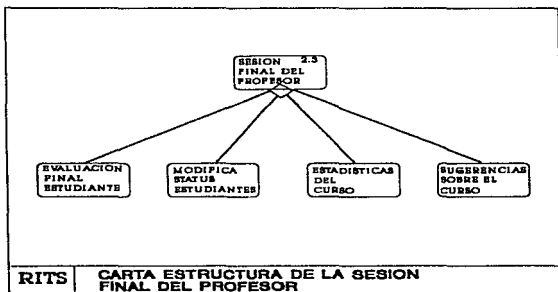 SESION 2.3
FINAL DEL
PROFESOR
EVALUACION
FINAL
ESTUDIANTE
MODIFICA
STATUS
ESTUDIANTES
ESTADISTICAS
DEL
CURSO
SUGERENCIAS
SOBRE EL
CURSO
RITS
CARTA ESTRUCTURA DE LA SESION
FINAL DEL PROFESOR